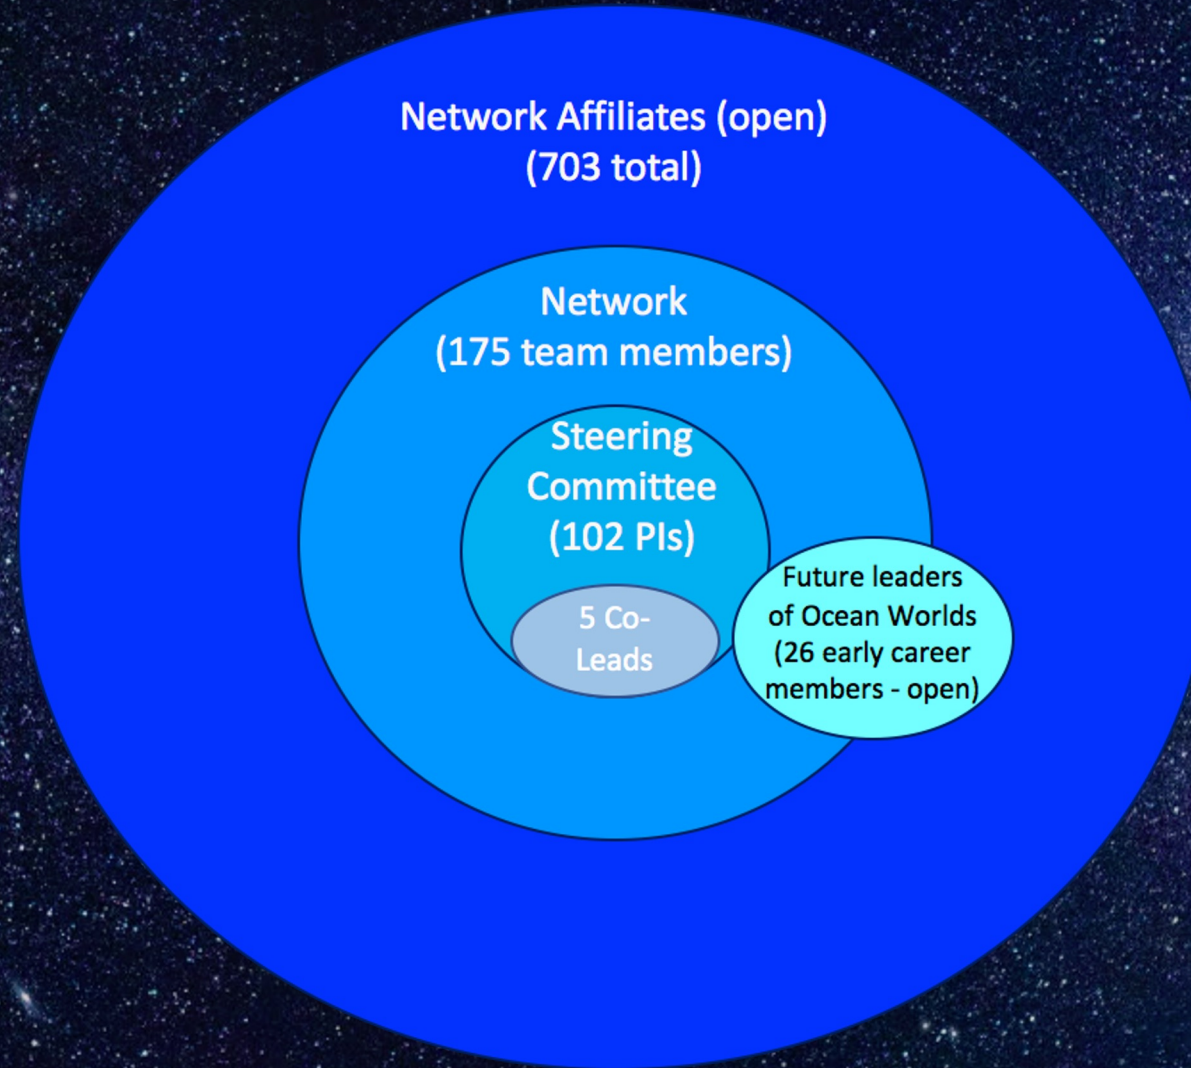 Network Affiliates (open)
(703 total)
Network
(175 team members)
Steering
Committee
(102 PIs)
5 Co-
Leads
Future leaders
of Ocean Worlds
(26 early career
members - open)